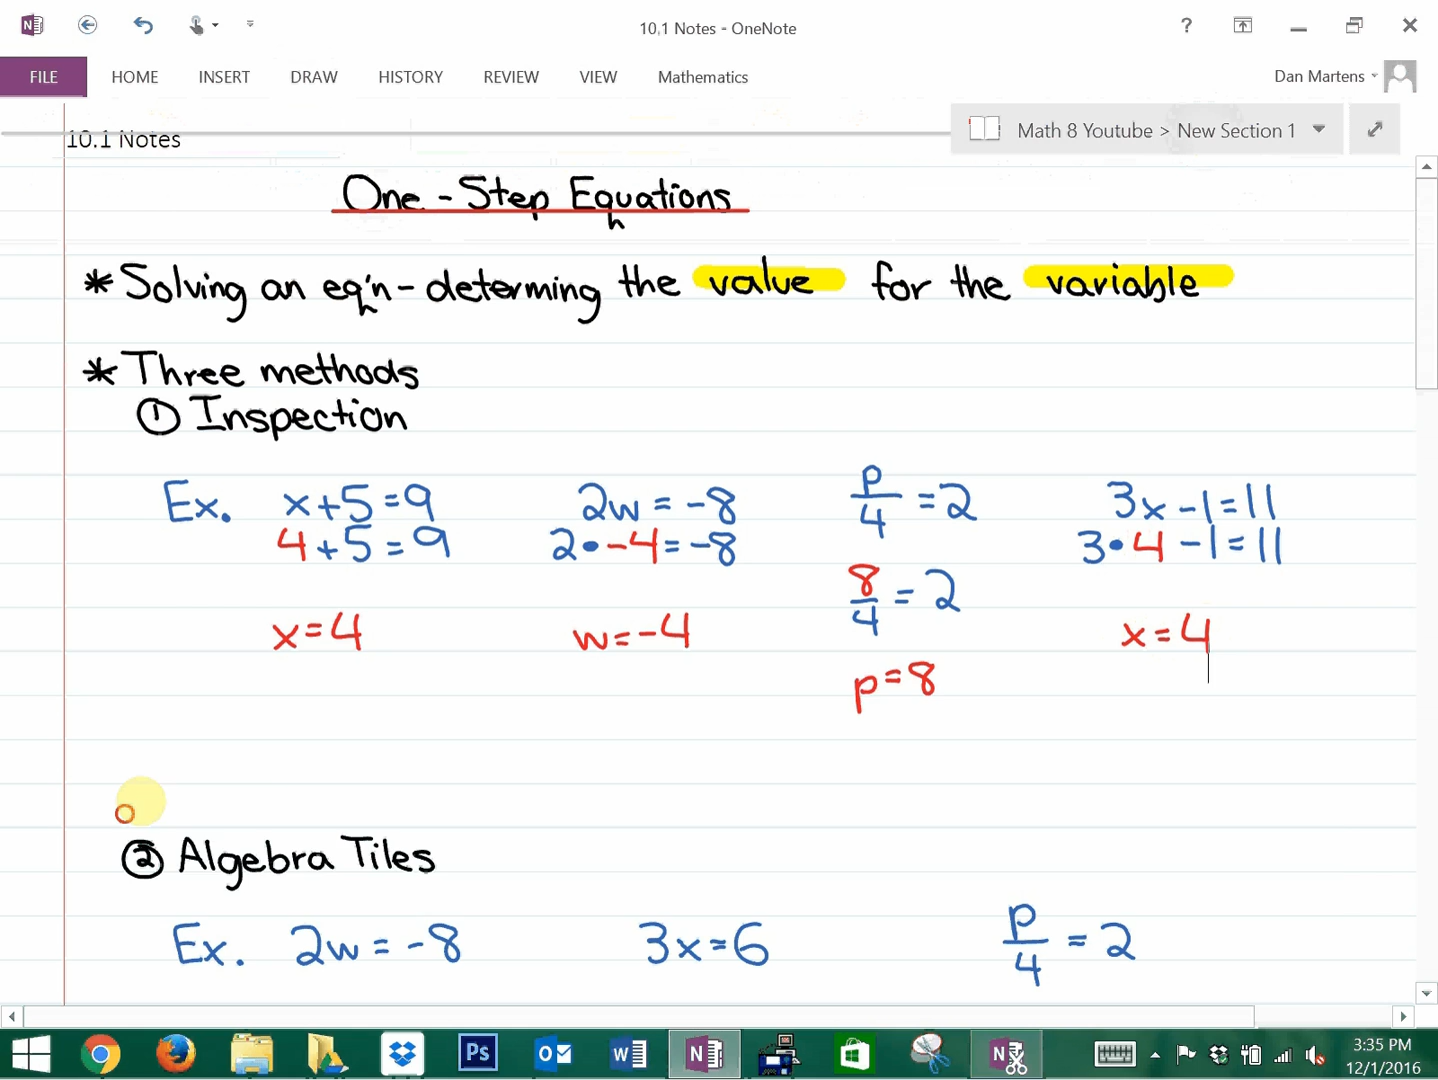 10.1 Notes - OneNote
?
FILE HOME INSERT DRAW HISTORY REVIEW VIEW Mathematics
Dan Martens
Math 8 Youtube > New Section 1
10.1 Notes
One - Step Equations
* Solving an eq'n - determing the value for the variable
* Three methods
① Inspection
Ex. x+5=9 2w = -8 p/4 = 2 3x -1 = 11
4+5=9 2•-4=-8 3•4 -1 = 11
8/4 = 2
x=4 w=-4 x=4
p=8
② Algebra Tiles
Ex. 2w = -8 3x=6 p/4 = 2
Ps
3:35 PM
12/1/2016